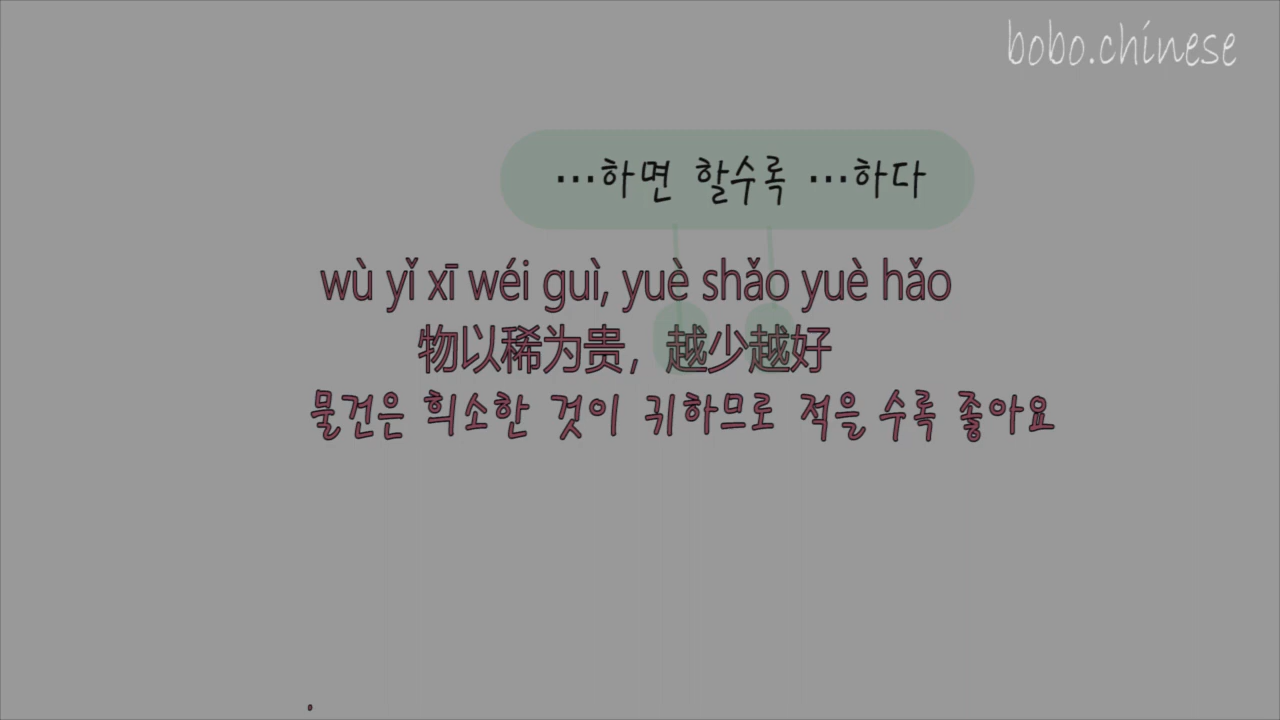 bobo.chinese
...하면 할수록 ...하다
wù yǐ xī wéi guì, yuè shǎo yuè hǎo
物以稀为贵，越少越好
물건은 희소한 것이 귀하므로 적을 수록 좋아요